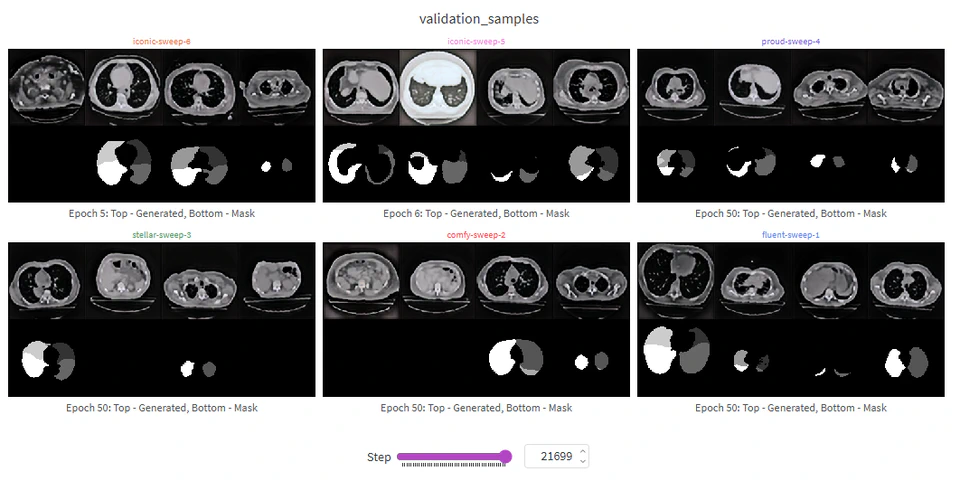 validation_samples
iconic-sweep-6
iconic-sweep-5
proud-sweep-4
Epoch 5: Top - Generated, Bottom - Mask
Epoch 6: Top - Generated, Bottom - Mask
Epoch 50: Top - Generated, Bottom - Mask
stellar-sweep-3
comfy-sweep-2
fluent-sweep-1
Epoch 50: Top - Generated, Bottom - Mask
Epoch 50: Top - Generated, Bottom - Mask
Epoch 50: Top - Generated, Bottom - Mask
Step 21699